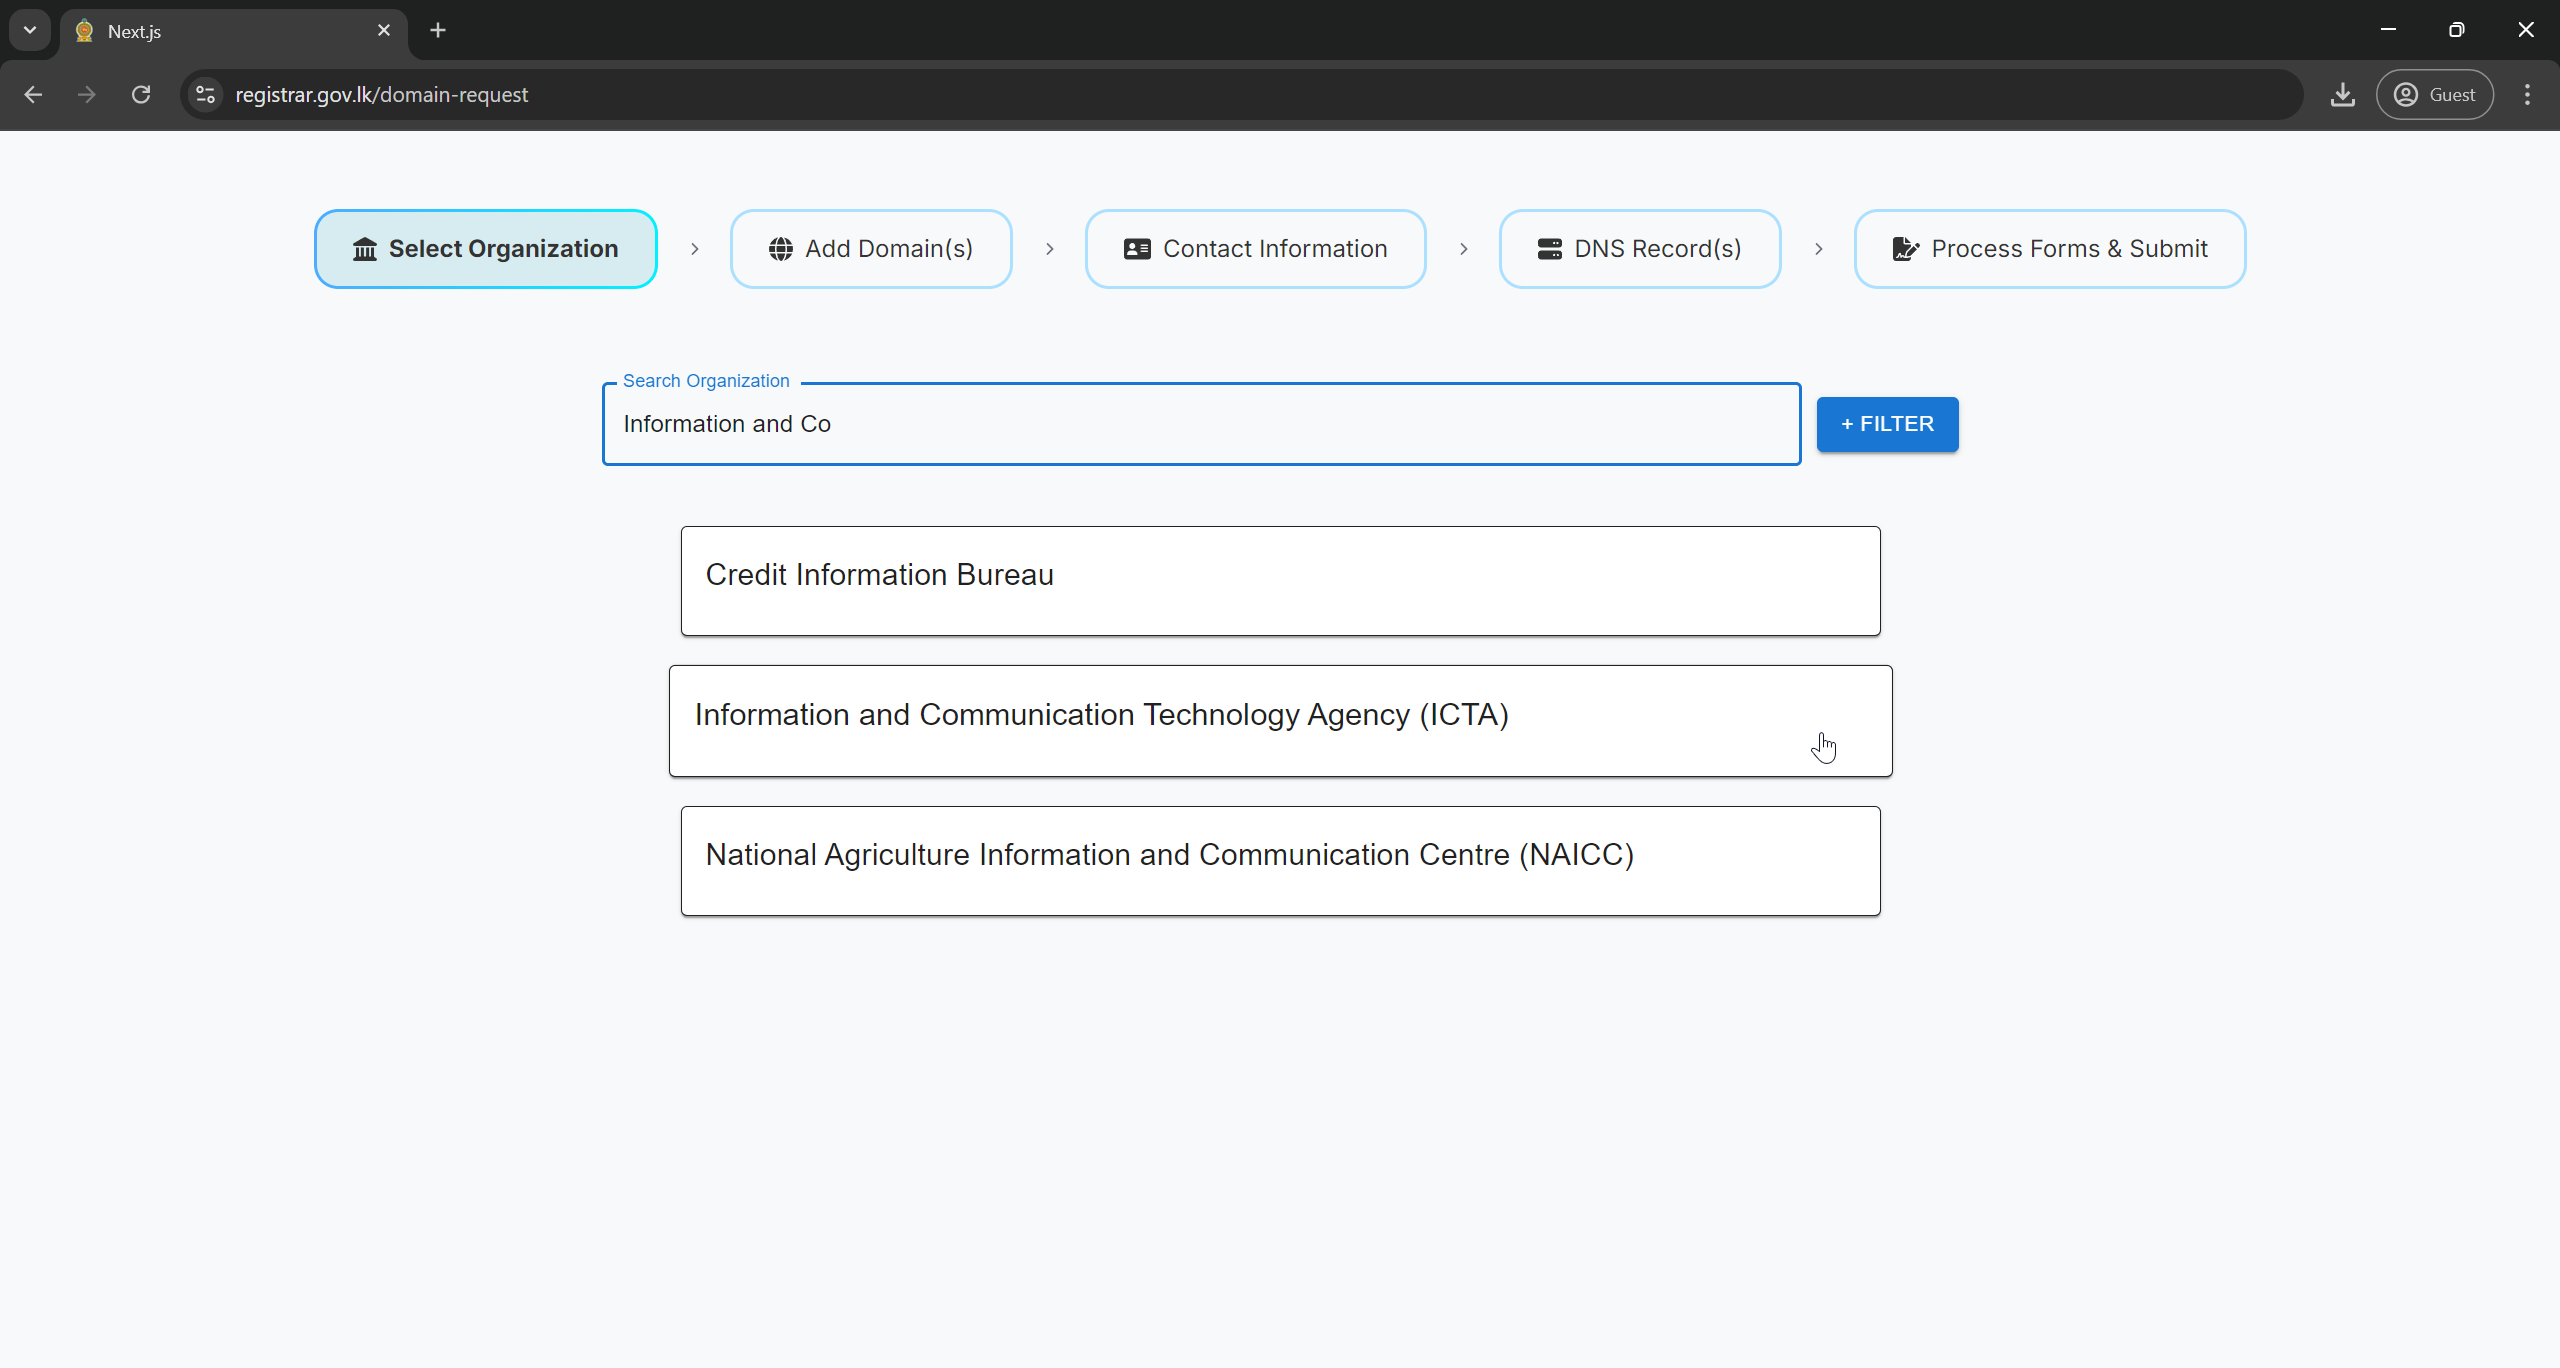 Next.js
registrar.gov.lk/domain-request
Guest
Select Organization
Add Domain(s)
Contact Information
DNS Record(s)
Process Forms & Submit
Search Organization
Information and Co
+ FILTER
Credit Information Bureau
Information and Communication Technology Agency (ICTA)
National Agriculture Information and Communication Centre (NAICC)